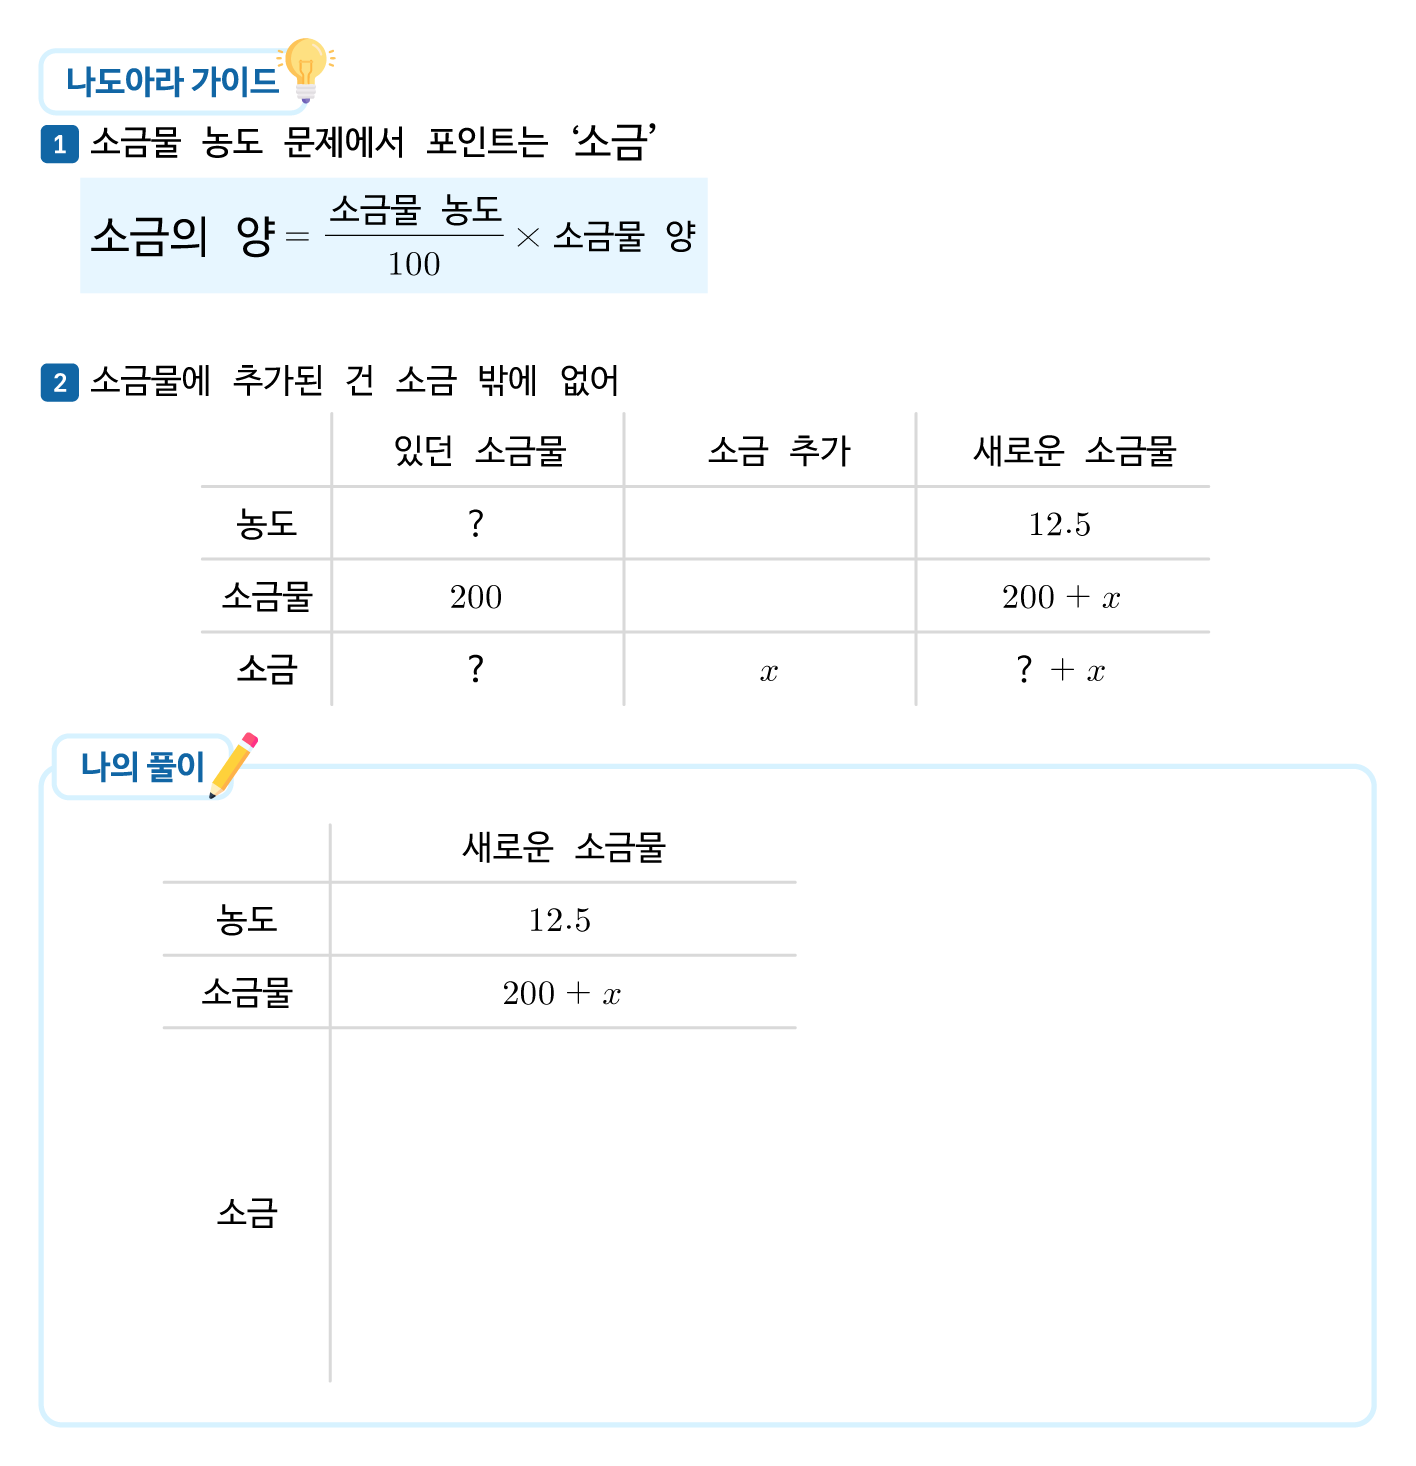 나도아라 가이드
1 소금물 농도 문제에서 포인트는 ‘소금’
소금의 양 = 소금물 농도/100 × 소금물 양
2 소금물에 추가된 건 소금 밖에 없어
있던 소금물 소금 추가 새로운 소금물
농도 ? 12.5
소금물 200 200 + x
소금 ? x ? + x
나의 풀이
새로운 소금물
농도 12.5
소금물 200 + x
소금